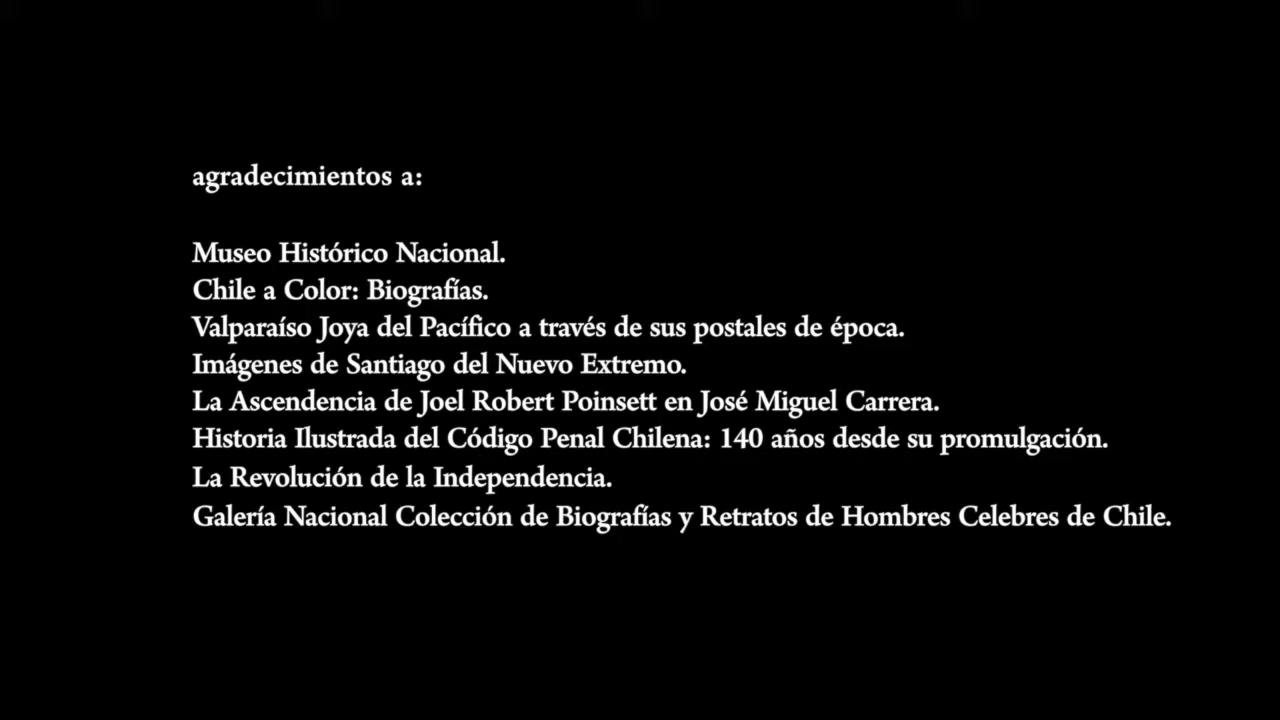 agradecimientos a:
Museo Histórico Nacional.
Chile a Color: Biografías.
Valparaíso Joya del Pacífico a través de sus postales de época.
Imágenes de Santiago del Nuevo Extremo.
La Ascendencia de Joel Robert Poinsett en José Miguel Carrera.
Historia Ilustrada del Código Penal Chilena: 140 años desde su promulgación.
La Revolución de la Independencia.
Galería Nacional Colección de Biografías y Retratos de Hombres Celebres de Chile.